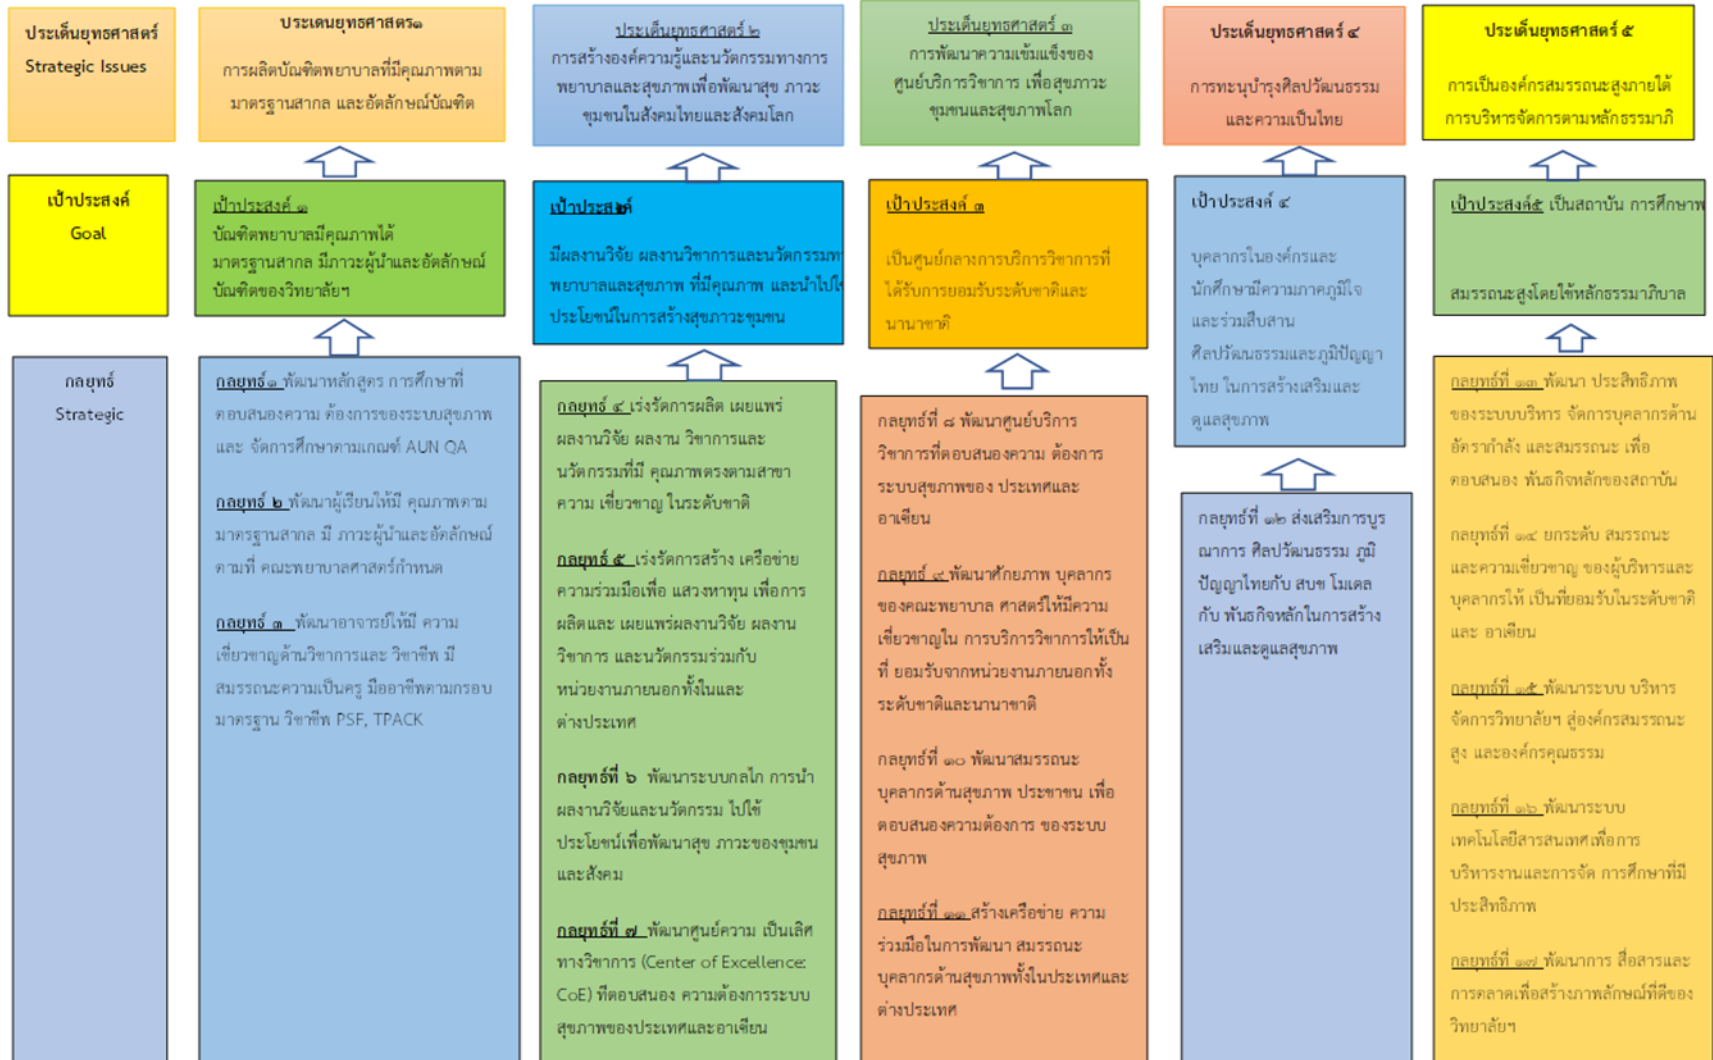 ประเด็นยุทธศาสตร์
Strategic Issues
ประเดนยุทธศาสตร๑
การผลิตบัณฑิตพยาบาลที่มีคุณภาพตาม
มาตรฐานสากล และอัตลักษณ์บัณฑิต
ประเด็นยุทธศาสตร์ ๒
การสร้างองค์ความรู้และนวัตกรรมทางการ
พยาบาลและสุขภาพเพื่อพัฒนาสุข ภาวะ
ชุมชนในสังคมไทยและสังคมโลก
ประเด็นยุทธศาสตร์ ๓
การพัฒนาความเข้มแข็งของ
ศูนย์บริการวิชาการ เพื่อสุขภาวะ
ชุมชนและสุขภาพโลก
ประเด็นยุทธศาสตร์ ๔
การทะนุบำรุงศิลปวัฒนธรรม
และความเป็นไทย
ประเด็นยุทธศาสตร์ ๕
การเป็นองค์กรสมรรถนะสูงภายใต้
การบริหารจัดการตามหลักธรรมาภิ
เป้าประสงค์
Goal
เป้าประสงค์ ๑
บัณฑิตพยาบาลมีคุณภาพได้
มาตรฐานสากล มีภาวะผู้นำและอัตลักษณ์
บัณฑิตของวิทยาลัยฯ
เป้าประสงค์ ๒
มีผลงานวิจัย ผลงานวิชาการและนวัตกรรมท
พยาบาลและสุขภาพ ที่มีคุณภาพ และนำไปใ
ประโยชน์ในการสร้างสุขภาวะชุมชน
เป้าประสงค์ ๓
เป็นศูนย์กลางการบริการวิชาการที่
ได้รับการยอมรับระดับชาติและ
นานาชาติ
เป้าประสงค์ ๔
บุคลากรในองค์กรและ
นักศึกษามีความภาคภูมิใจ
และร่วมสืบสาน
ศิลปวัฒนธรรมและภูมิปัญญา
ไทย ในการสร้างเสริมและ
ดูแลสุขภาพ
เป้าประสงค์๕ เป็นสถาบัน การศึกษาพ
สมรรถนะสูงโดยใช้หลักธรรมาภิบาล
กลยุทธ์
Strategic
กลยุทธ์๑ พัฒนาหลักสูตร การศึกษาที่
ตอบสนองความ ต้องการของระบบสุขภาพ
และ จัดการศึกษาตามเกณฑ์ AUN QA
กลยุทธ์ ๒ พัฒนาผู้เรียนให้มี คุณภาพตาม
มาตรฐานสากล มี ภาวะผู้นำและอัตลักษณ์
ตามที่ คณะพยาบาลศาสตร์กำหนด
กลยุทธ์ ๓ พัฒนาอาจารย์ให้มี ความ
เชี่ยวชาญด้านวิชาการและ วิชาชีพ มี
สมรรถนะความเป็นครู มืออาชีพตามกรอบ
มาตรฐาน วิชาชีพ PSF, TPACK
กลยุทธ์ ๔ เร่งรัดการผลิต เผยแพร่
ผลงานวิจัย ผลงาน วิชาการและ
นวัตกรรมที่มี คุณภาพตรงตามสาขา
ความ เชี่ยวชาญ ในระดับชาติ
กลยุทธ์ ๕ เร่งรัดการสร้าง เครือข่าย
ความร่วมมือเพื่อ แสวงหาทุน เพื่อการ
ผลิตและ เผยแพร่ผลงานวิจัย ผลงาน
วิชาการ และนวัตกรรมร่วมกับ
หน่วยงานภายนอกทั้งในและ
ต่างประเทศ
กลยุทธ์ที่ ๖ พัฒนาระบบกลไก การนำ
ผลงานวิจัยและนวัตกรรม ไปใช้
ประโยชน์เพื่อพัฒนาสุข ภาวะของชุมชน
และสังคม
กลยุทธ์ที่ ๗ พัฒนาศูนย์ความ เป็นเลิศ
ทางวิชาการ (Center of Excellence:
CoE) ที่ตอบสนอง ความต้องการระบบ
สุขภาพของประเทศและอาเซียน
กลยุทธ์ที่ ๘ พัฒนาศูนย์บริการ
วิชาการที่ตอบสนองความ ต้องการ
ระบบสุขภาพของ ประเทศและ
อาเซียน
กลยุทธ์ ๙ พัฒนาศักยภาพ บุคลากร
ของคณะพยาบาล ศาสตร์ให้มีความ
เชี่ยวชาญใน การบริการวิชาการให้เป็น
ที่ ยอมรับจากหน่วยงานภายนอกทั้ง
ระดับชาติและนานาชาติ
กลยุทธ์ที่ ๑๐ พัฒนาสมรรถนะ
บุคลากรด้านสุขภาพ ประชาชน เพื่อ
ตอบสนองความต้องการ ของระบบ
สุขภาพ
กลยุทธ์ที่ ๑๑ สร้างเครือข่าย ความ
ร่วมมือในการพัฒนา สมรรถนะ
บุคลากรด้านสุขภาพทั้งในประเทศและ
ต่างประเทศ
กลยุทธ์ที่ ๑๒ ส่งเสริมการบูร
ณาการ ศิลปวัฒนธรรม ภูมิ
ปัญญาไทยกับ สบช โมเดล
กับ พันธกิจหลักในการสร้าง
เสริมและดูแลสุขภาพ
กลยุทธ์ที่ ๑๓ พัฒนา ประสิทธิภาพ
ของระบบบริหาร จัดการบุคลากรด้าน
อัตรากำลัง และสมรรถนะ เพื่อ
ตอบสนอง พันธกิจหลักของสถาบัน
กลยุทธ์ที่ ๑๔ ยกระดับ สมรรถนะ
และความเชี่ยวชาญ ของผู้บริหารและ
บุคลากรให้ เป็นที่ยอมรับในระดับชาติ
และ อาเซียน
กลยุทธ์ที่ ๑๕ พัฒนาระบบ บริหาร
จัดการวิทยาลัยฯ สู่องค์กรสมรรถนะ
สูง และองค์กรคุณธรรม
กลยุทธ์ที่ ๑๖ พัฒนาระบบ
เทคโนโลยีสารสนเทศเพื่อการ
บริหารงานและการจัด การศึกษาที่มี
ประสิทธิภาพ
กลยุทธ์ที่ ๑๗ พัฒนาการ สื่อสารและ
การตลาดเพื่อสร้างภาพลักษณ์ที่ดีของ
วิทยาลัยฯ